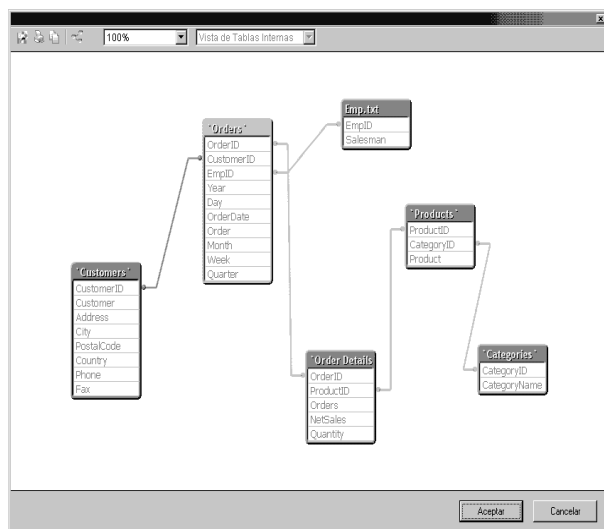 100%
Vista de Tablas Internas
Emp.txt
EmpID
Salesman
`Orders`
OrderID
CustomerID
EmpID
Year
Day
OrderDate
Order
Month
Week
Quarter
`Products`
ProductID
CategoryID
Product
`Customers`
CustomerID
Customer
Address
City
PostalCode
Country
Phone
Fax
`Order Details
OrderID
ProductID
Orders
NetSales
Quantity
`Categories`
CategoryID
CategoryName
Aceptar
Cancelar